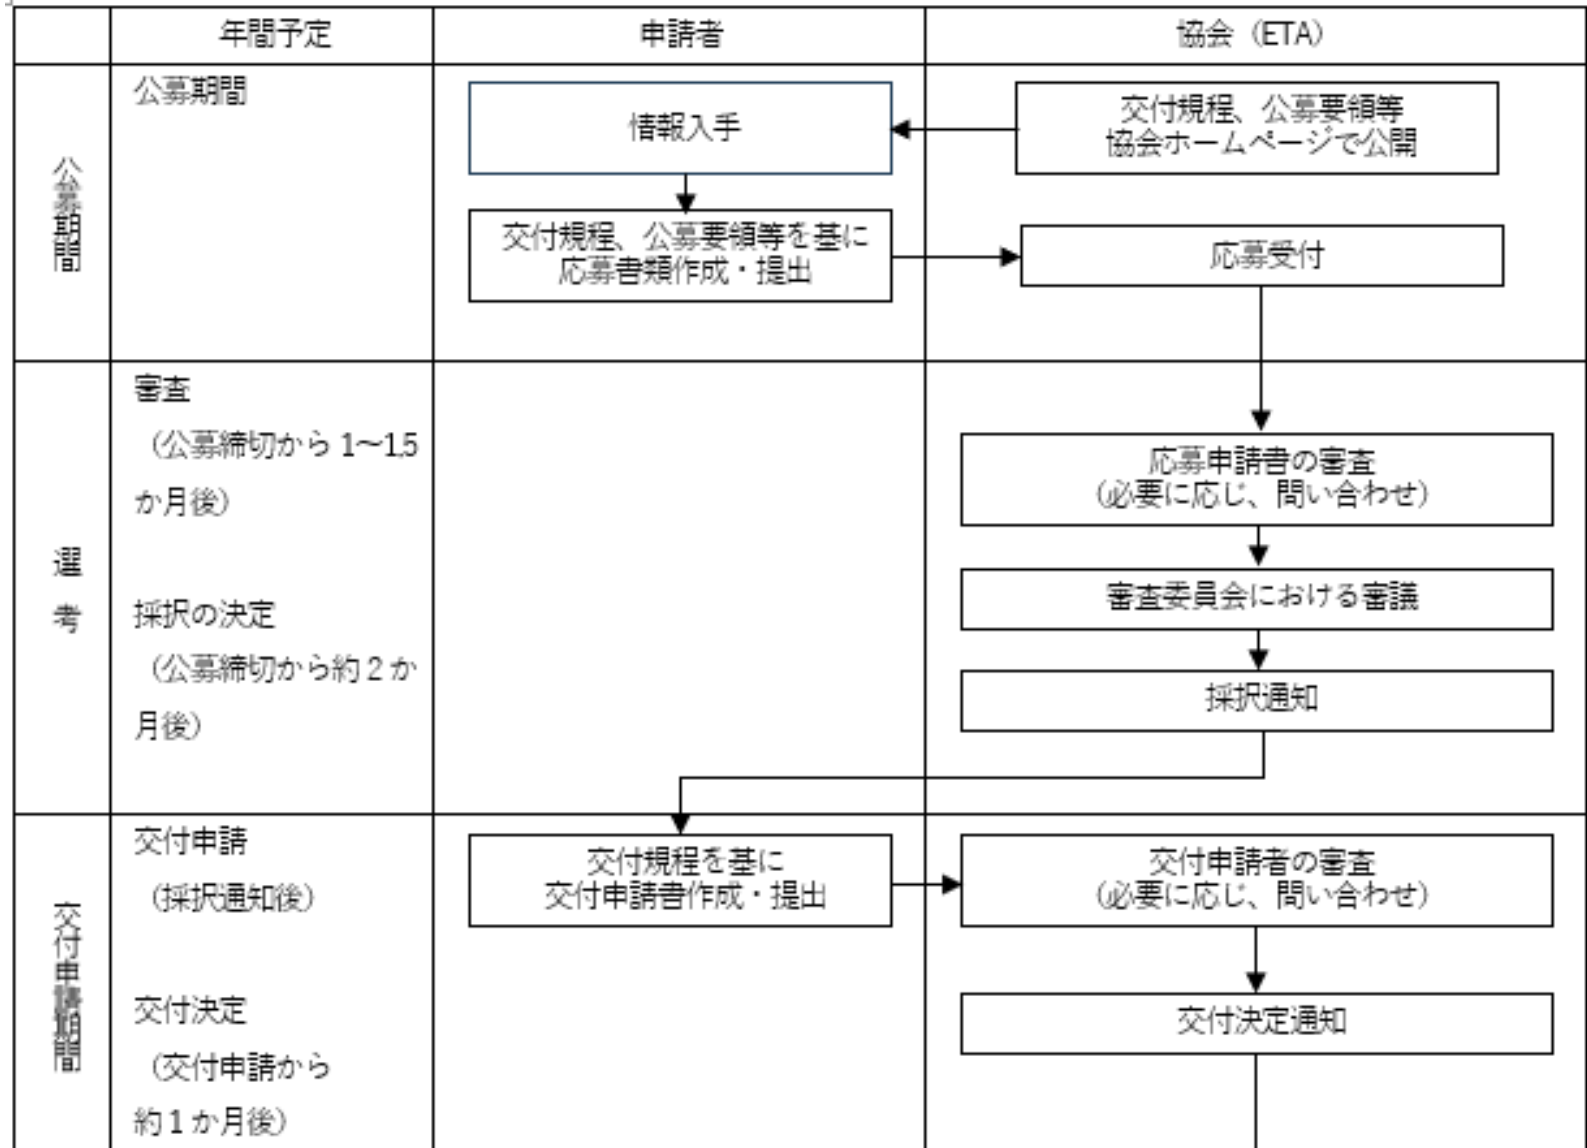 年間予定
申請者
協会（ETA）
公募期間
公募期間
情報入手
交付規程、公募要領等
協会ホームページで公開
交付規程、公募要領等を基に
応募書類作成・提出
応募受付
選考
審査
（公募締切から 1～1.5
か月後）
採択の決定
（公募締切から約２か
月後）
応募申請書の審査
（必要に応じ、問い合わせ）
審査委員会における審議
採択通知
交付申請期間
交付申請
（採択通知後）
交付決定
（交付申請から
約１か月後）
交付規程を基に
交付申請書作成・提出
交付申請者の審査
（必要に応じ、問い合わせ）
交付決定通知